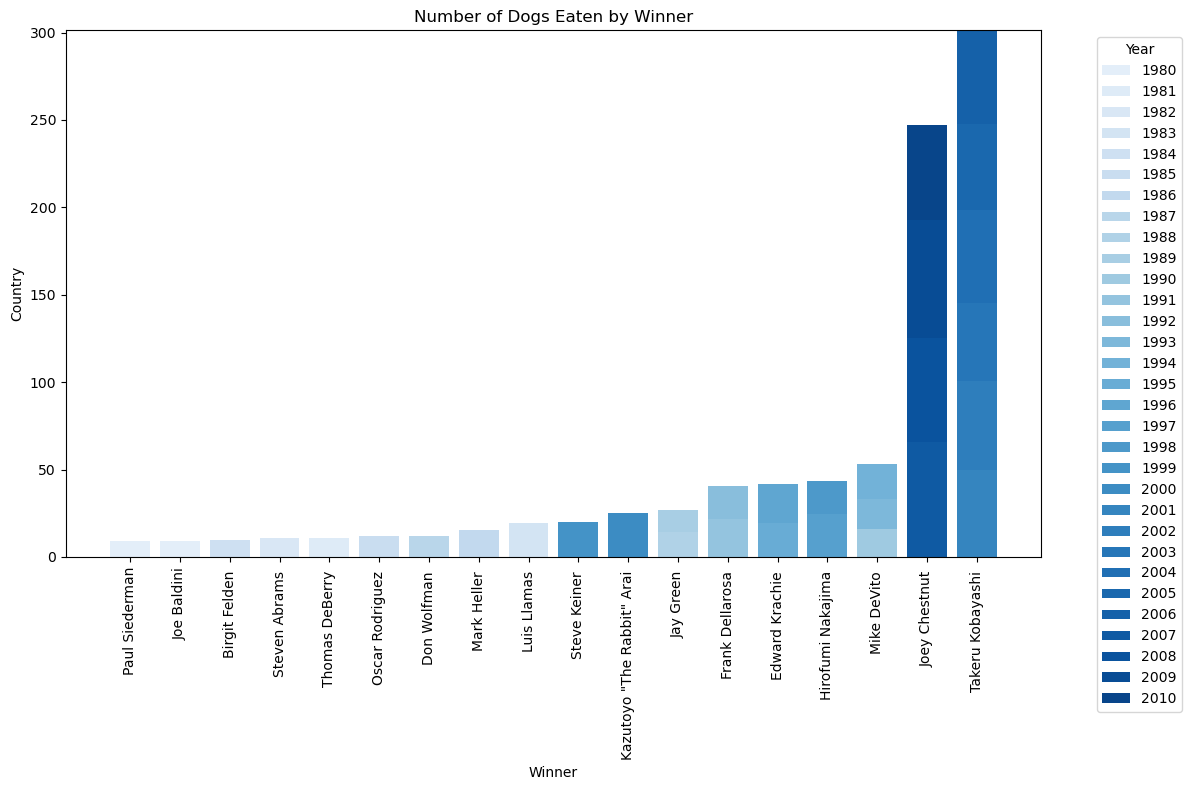 Number of Dogs Eaten by Winner
Country
300
250
200
150
100
50
0
Paul Siederman
Joe Baldini
Birgit Felden
Steven Abrams
Thomas DeBerry
Oscar Rodriguez
Don Wolfman
Mark Heller
Luis Llamas
Steve Keiner
Kazutoyo "The Rabbit" Arai
Jay Green
Frank Dellarosa
Edward Krachie
Hirofumi Nakajima
Mike DeVito
Joey Chestnut
Takeru Kobayashi
Winner
Year
1980
1981
1982
1983
1984
1985
1986
1987
1988
1989
1990
1991
1992
1993
1994
1995
1996
1997
1998
1999
2000
2001
2002
2003
2004
2005
2006
2007
2008
2009
2010